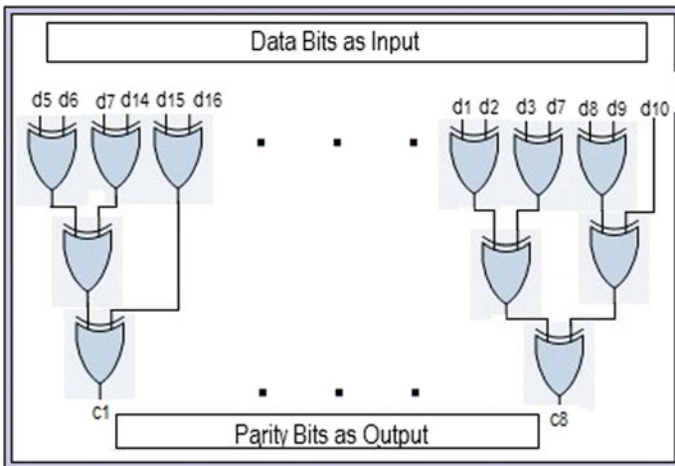 Data Bits as Input
d5 d6 d7 d14 d15 d16
d1 d2 d3 d7 d8 d9 d10
c1
c8
Parity Bits as Output